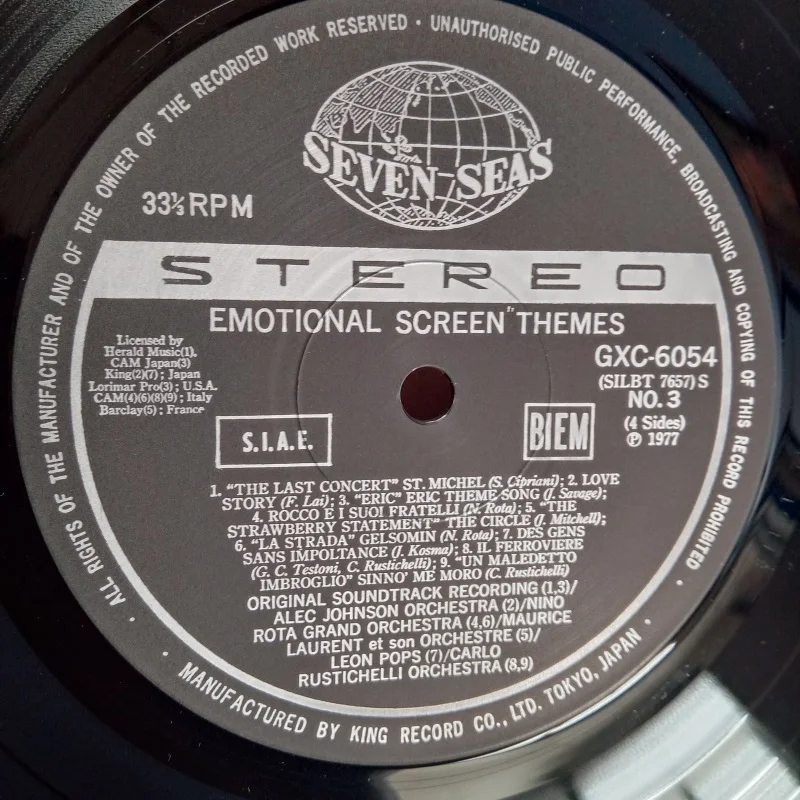 ALL RIGHTS OF THE MANUFACTURER AND OF THE OWNER OF THE RECORDED WORK RESERVED · UNAUTHORISED PUBLIC PERFORMANCE, BROADCASTING AND COPYING OF THIS RECORD PROHIBITED ·
SEVEN SEAS
33⅓ RPM
STEREO
EMOTIONAL SCREEN THEMES
Licensed by
Herald Music(1),
CAM Japan(3)
King(2)(7) ; Japan
Lorimar Pro(3) ; U.S.A.
CAM(4)(6)(8)(9) ; Italy
Barclay(5) ; France
S.I.A.E.
BIEM
GXC-6054
(SILBT 7657) S
NO. 3
(4 Sides)
Ⓟ 1977
1. “THE LAST CONCERT” ST. MICHEL (S. Cipriani); 2. LOVE
STORY (F. Lai); 3. “ERIC” ERIC THEME SONG (J. Savage);
4. ROCCO E I SUOI FRATELLI (N. Rota); 5. “THE
STRAWBERRY STATEMENT” THE CIRCLE (J. Mitchell);
6. “LA STRADA” GELSOMIN (N. Rota); 7. DES GENS
SANS IMPOLTANCE (J. Kosma); 8. IL FERROVIERE
(G. C. Testoni, C. Rustichelli); 9. “UN MALEDETTO
IMBROGLIO” SINNO’ ME MORO (C. Rustichelli)
ORIGINAL SOUNDTRACK RECORDING (1,3)/
ALEC JOHNSON ORCHESTRA (2)/NINO
ROTA GRAND ORCHESTRA (4,6)/MAURICE
LAURENT et son ORCHESTRE (5)/
LEON POPS (7)/CARLO
RUSTICHELLI ORCHESTRA (8,9)
· MANUFACTURED BY KING RECORD CO., LTD. TOKYO, JAPAN ·